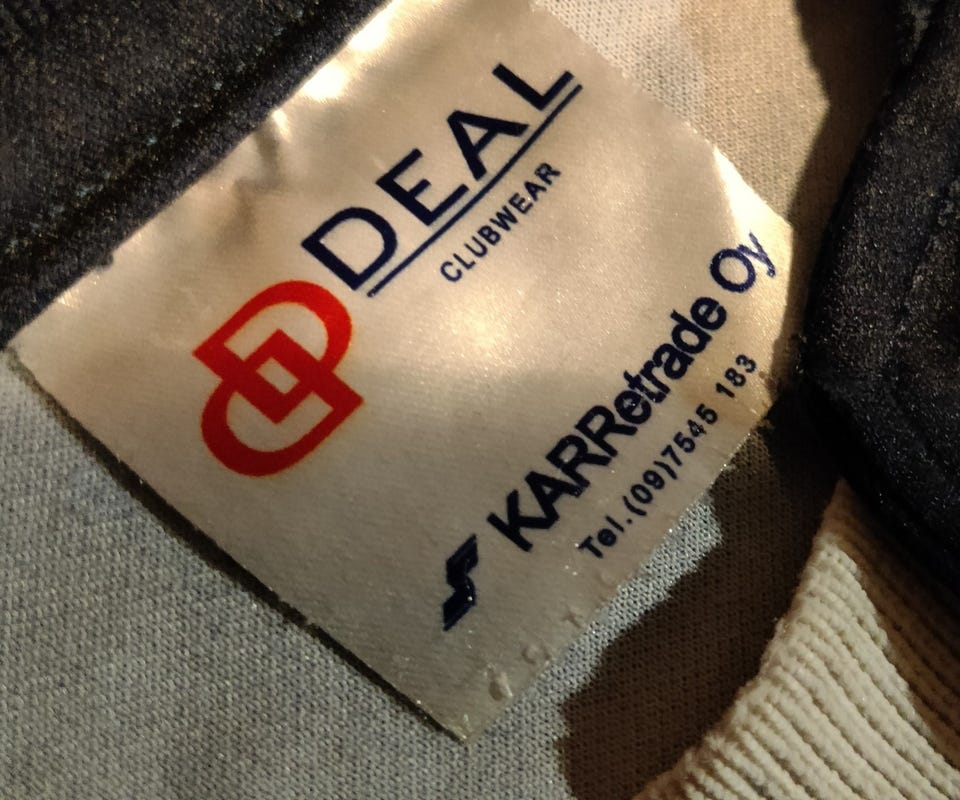 DEAL
CLUBWEAR
KARRetrade Oy
Tel.(09)7545 183